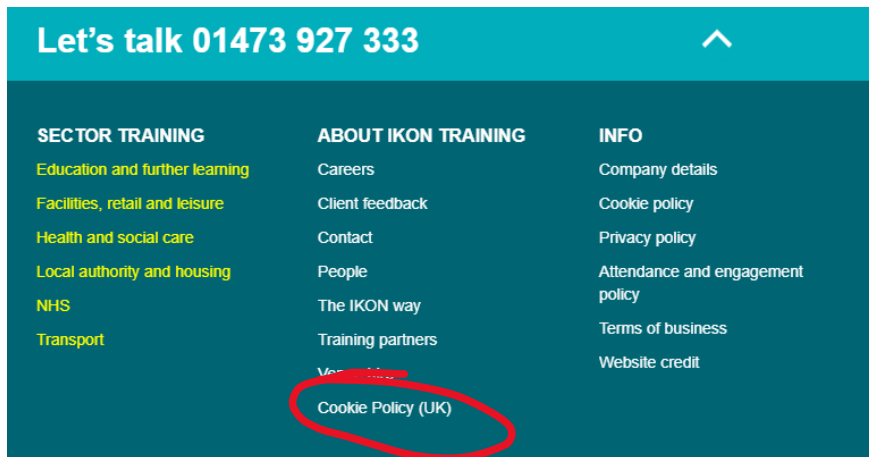 Let's talk 01473 927 333
SECTOR TRAINING
Education and further learning
Facilities, retail and leisure
Health and social care
Local authority and housing
NHS
Transport
ABOUT IKON TRAINING
Careers
Client feedback
Contact
People
The IKON way
Training partners
Cookie Policy (UK)
INFO
Company details
Cookie policy
Privacy policy
Attendance and engagement
policy
Terms of business
Website credit